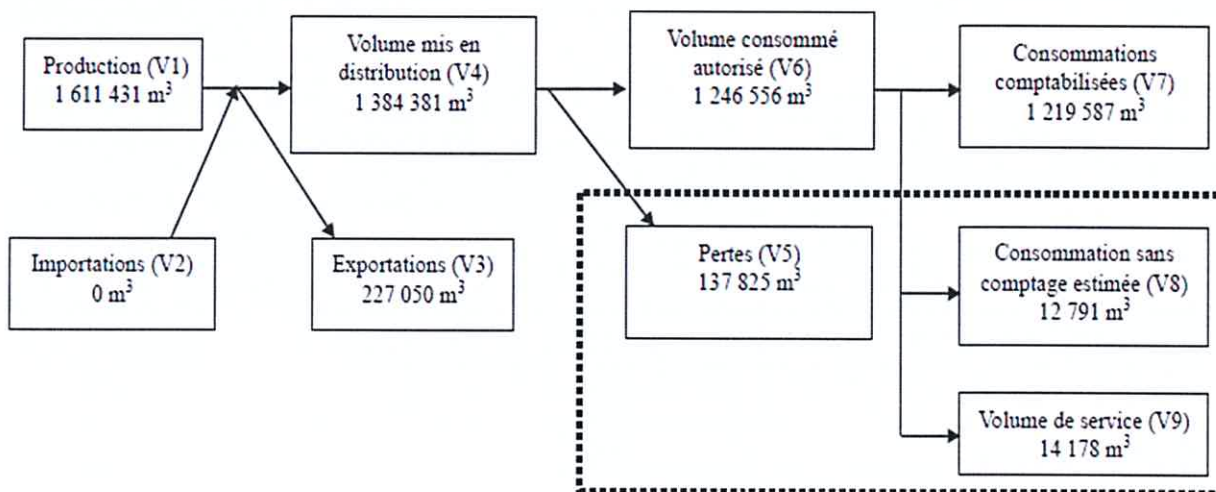 Production (V1)
1 611 431 m³
Volume mis en
distribution (V4)
1 384 381 m³
Volume consommé
autorisé (V6)
1 246 556 m³
Consommations
comptabilisées (V7)
1 219 587 m³
Importations (V2)
0 m³
Exportations (V3)
227 050 m³
Pertes (V5)
137 825 m³
Consommation sans
comptage estimée (V8)
12 791 m³
Volume de service (V9)
14 178 m³